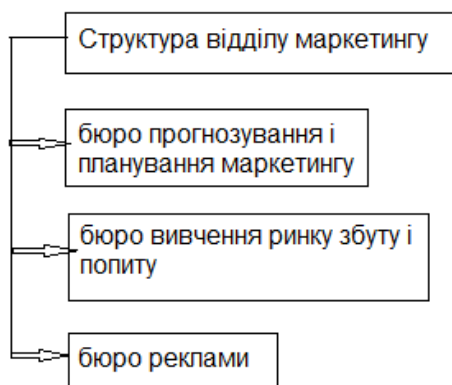 Структура відділу маркетингу
бюро прогнозування і
планування маркетингу
бюро вивчення ринку збуту і
попиту
бюро реклами